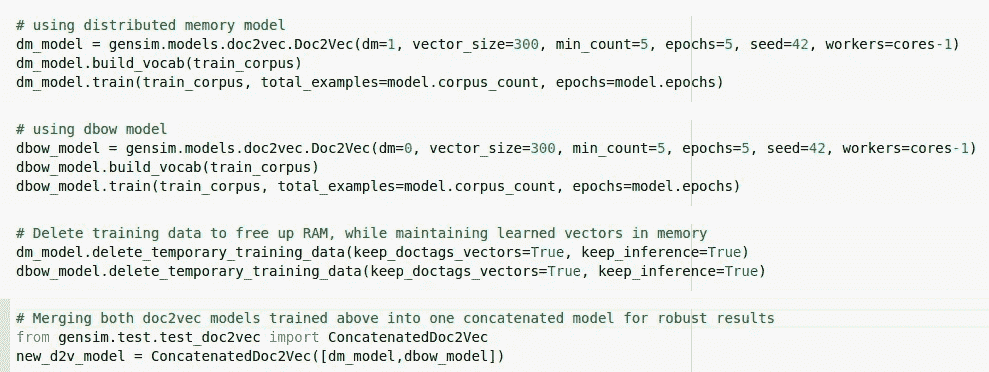 # using distributed memory model
dm_model = gensim.models.doc2vec.Doc2Vec(dm=1, vector_size=300, min_count=5, epochs=5, seed=42, workers=cores-1)
dm_model.build_vocab(train_corpus)
dm_model.train(train_corpus, total_examples=model.corpus_count, epochs=model.epochs)
# using dbow model
dbow_model = gensim.models.doc2vec.Doc2Vec(dm=0, vector_size=300, min_count=5, epochs=5, seed=42, workers=cores-1)
dbow_model.build_vocab(train_corpus)
dbow_model.train(train_corpus, total_examples=model.corpus_count, epochs=model.epochs)
# Delete training data to free up RAM, while maintaining learned vectors in memory
dm_model.delete_temporary_training_data(keep_doctags_vectors=True, keep_inference=True)
dbow_model.delete_temporary_training_data(keep_doctags_vectors=True, keep_inference=True)
# Merging both doc2vec models trained above into one concatenated model for robust results
from gensim.test.test_doc2vec import ConcatenatedDoc2Vec
new_d2v_model = ConcatenatedDoc2Vec([dm_model,dbow_model])